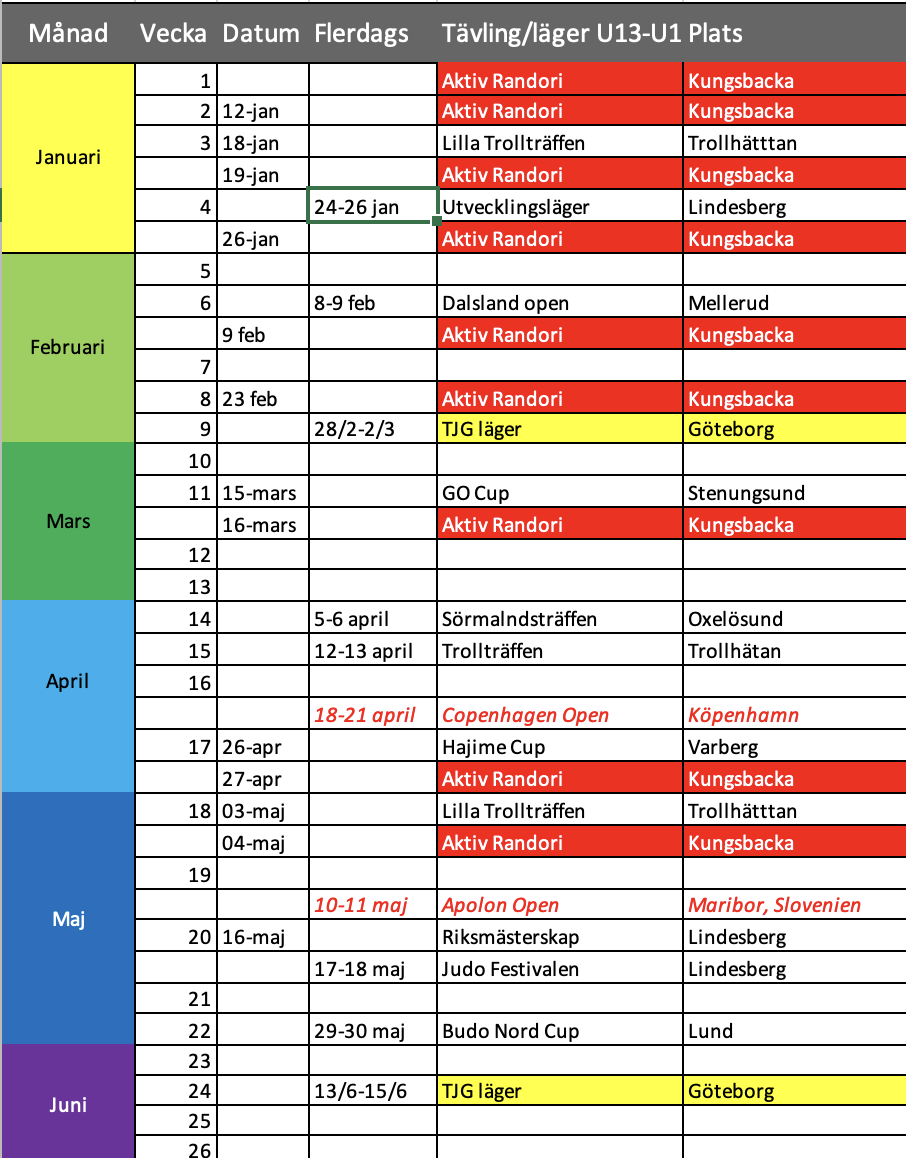 Månad Vecka Datum Flerdags Tävling/läger U13-U1 Plats
Januari
1 Aktiv Randori Kungsbacka
2 12-jan Aktiv Randori Kungsbacka
3 18-jan Lilla Trollträffen Trollhätttan
19-jan Aktiv Randori Kungsbacka
4 24-26 jan Utvecklingsläger Lindesberg
26-jan Aktiv Randori Kungsbacka
Februari
5
6 8-9 feb Dalsland open Mellerud
9 feb Aktiv Randori Kungsbacka
7
8 23 feb Aktiv Randori Kungsbacka
9 28/2-2/3 TJG läger Göteborg
Mars
10
11 15-mars GO Cup Stenungsund
16-mars Aktiv Randori Kungsbacka
12
13
April
14 5-6 april Sörmalndsträffen Oxelösund
15 12-13 april Trollträffen Trollhätan
16
18-21 april Copenhagen Open Köpenhamn
17 26-apr Hajime Cup Varberg
27-apr Aktiv Randori Kungsbacka
Maj
18 03-maj Lilla Trollträffen Trollhätttan
04-maj Aktiv Randori Kungsbacka
19
10-11 maj Apolon Open Maribor, Slovenien
20 16-maj Riksmästerskap Lindesberg
17-18 maj Judo Festivalen Lindesberg
21
22 29-30 maj Budo Nord Cup Lund
Juni
23
24 13/6-15/6 TJG läger Göteborg
25
26